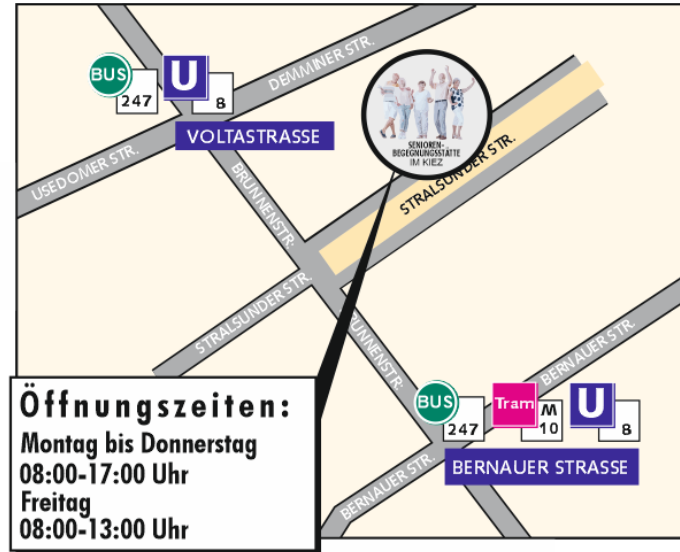 BUS
247
U
8
VOLTASTRASSE
DEMMINER STR.
USEDOMER STR.
BRUNNENSTR.
SENIOREN-
BEGEGNUNGSSTÄTTE
IM KIEZ
STRALSUNDER STR.
STRALSUNDER STR.
BRUNNENSTR.
BERNAUER STR.
BUS
247
Tram
M
10
U
8
BERNAUER STRASSE
BERNAUER STR.
Öffnungszeiten:
Montag bis Donnerstag
08:00-17:00 Uhr
Freitag
08:00-13:00 Uhr